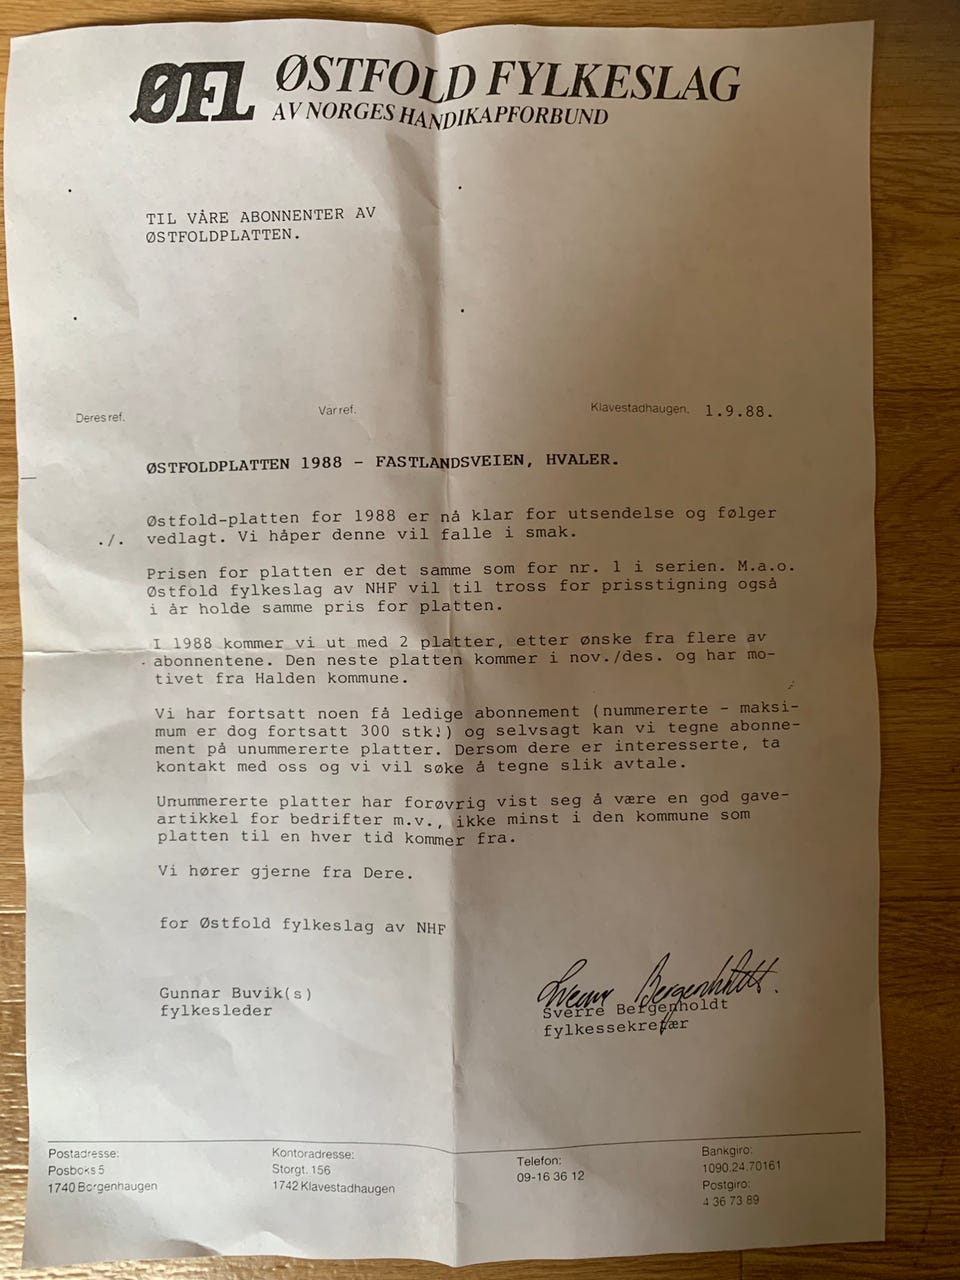 ØFL ØSTFOLD FYLKESLAG
AV NORGES HANDIKAPFORBUND
TIL VÅRE ABONNENTER AV
ØSTFOLDPLATTEN.
Deres ref.
Var ref.
Klavestadhaugen, 1.9.88.
ØSTFOLDPLATTEN 1988 - FASTLANDSVEIEN, HVALER.
Østfold-platten for 1988 er nå klar for utsendelse og følger
./. vedlagt. Vi håper denne vil falle i smak.
Prisen for platten er det samme som for nr. 1 i serien. M.a.o.
Østfold fylkeslag av NHF vil til tross for prisstigning også
i år holde samme pris for platten.
I 1988 kommer vi ut med 2 platter, etter ønske fra flere av
abonnentene. Den neste platten kommer i nov./des. og har mo-
tivet fra Halden kommune.
Vi har fortsatt noen få ledige abonnement (nummererte - maksi-
mum er dog fortsatt 300 stk!) og selvsagt kan vi tegne abonne-
ment på unummererte platter. Dersom dere er interesserte, ta
kontakt med oss og vi vil søke å tegne slik avtale.
Unummererte platter har forøvrig vist seg å være en god gave-
artikkel for bedrifter m.v., ikke minst i den kommune som
platten til en hver tid kommer fra.
Vi hører gjerne fra Dere.
for Østfold fylkeslag av NHF
Gunnar Buvik(s)
fylkesleder
Sverre Bergenholdt.
Sverre Bergenholdt
fylkessekretær
Postadresse:
Posboks 5
1740 Borgenhaugen
Kontoradresse:
Storgt. 156
1742 Klavestadhaugen
Telefon:
09-16 36 12
Bankgiro:
1090.24.70161
Postgiro:
4 36 73 89